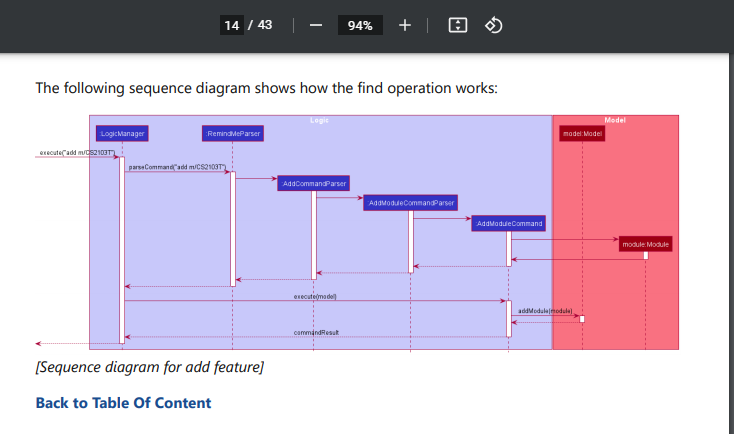 14 / 43 — 94% +
The following sequence diagram shows how the find operation works:
Logic
Model
:LogicManager
:RemindMeParser
model:Model
execute("add m/CS2103T")
parseCommand("add m/CS2103T")
:AddCommandParser
:AddModuleCommandParser
:AddModuleCommand
module:Module
execute(model)
addModule(module)
commandResult
[Sequence diagram for add feature]
Back to Table Of Content